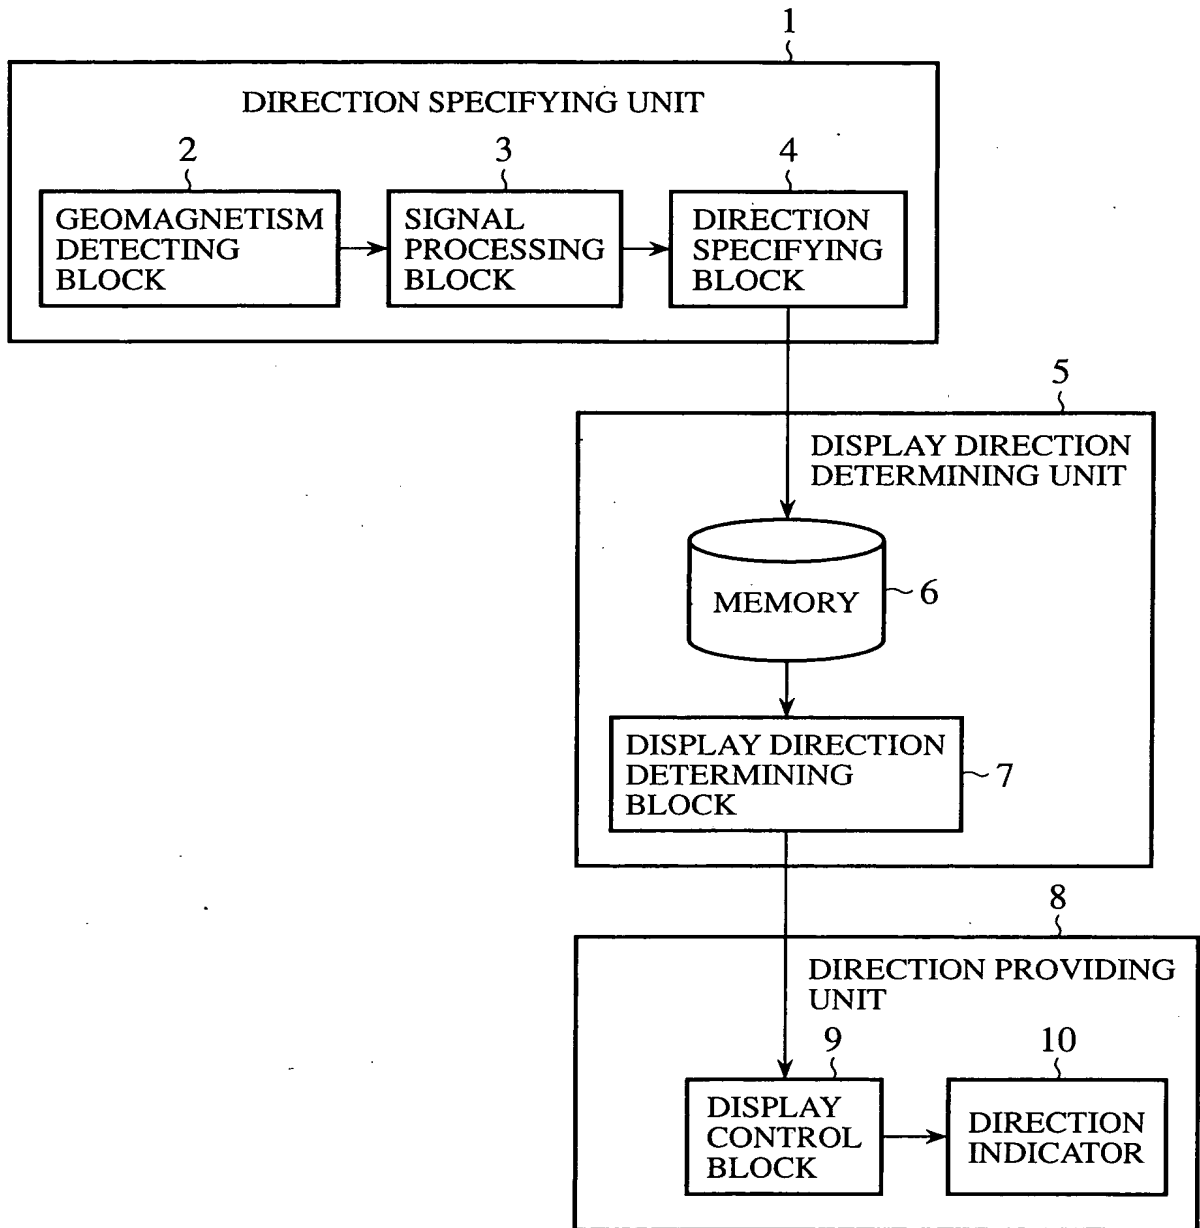 1
DIRECTION SPECIFYING UNIT
2
3
4
GEOMAGNETISM
DETECTING
BLOCK
SIGNAL
PROCESSING
BLOCK
DIRECTION
SPECIFYING
BLOCK
5
DISPLAY DIRECTION
DETERMINING UNIT
MEMORY
6
DISPLAY DIRECTION
DETERMINING
BLOCK
7
8
DIRECTION PROVIDING
UNIT
9
10
DISPLAY
CONTROL
BLOCK
DIRECTION
INDICATOR